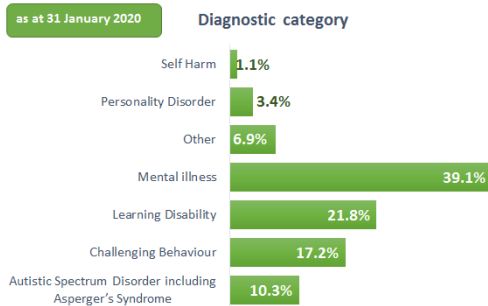 as at 31 January 2020
Diagnostic category
Self Harm
1.1%
Personality Disorder
3.4%
Other
6.9%
Mental illness
39.1%
Learning Disability
21.8%
Challenging Behaviour
17.2%
Autistic Spectrum Disorder including
Asperger's Syndrome
10.3%